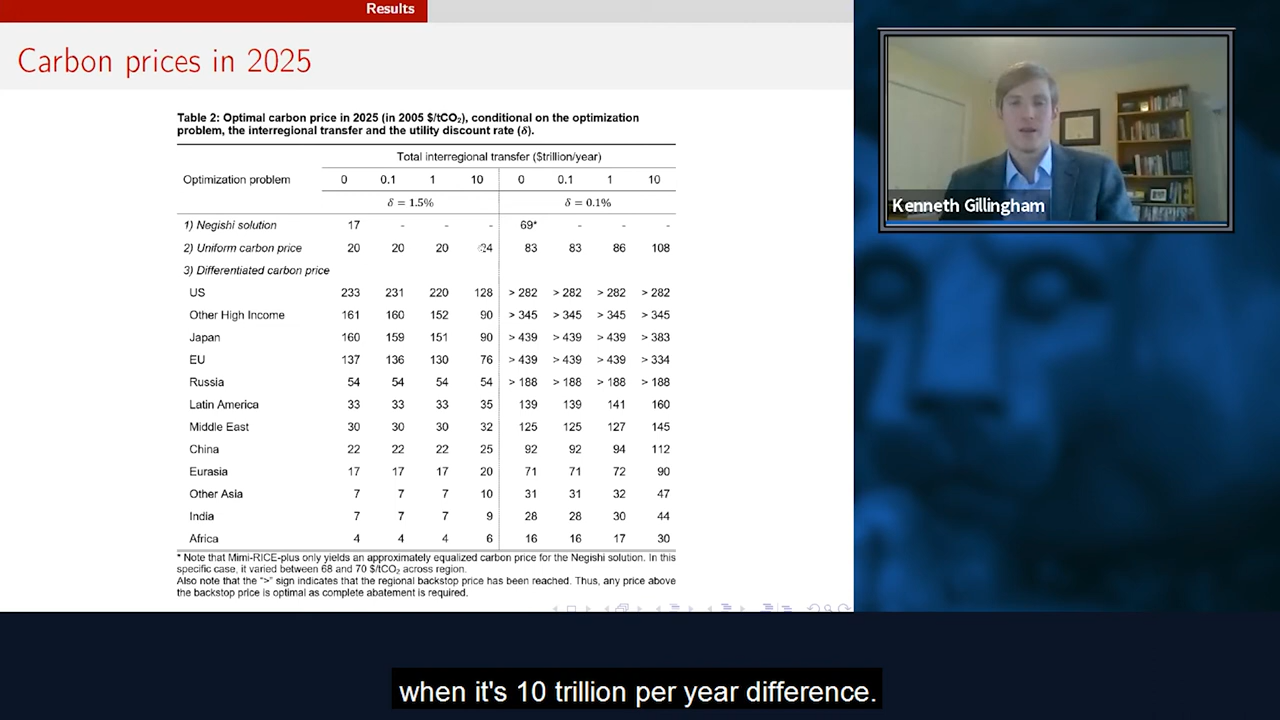 Results
Carbon prices in 2025
Table 2: Optimal carbon price in 2025 (in 2005 $/tCO₂), conditional on the optimization
problem, the interregional transfer and the utility discount rate (δ).
Total interregional transfer ($trillion/year)
Optimization problem 0 0.1 1 10 0 0.1 1 10
δ = 1.5% δ = 0.1%
1) Negishi solution 17 - - - 69* - - -
2) Uniform carbon price 20 20 20 24 83 83 86 108
3) Differentiated carbon price
US 233 231 220 128 > 282 > 282 > 282 > 282
Other High Income 161 160 152 90 > 345 > 345 > 345 > 345
Japan 160 159 151 90 > 439 > 439 > 439 > 383
EU 137 136 130 76 > 439 > 439 > 439 > 334
Russia 54 54 54 54 > 188 > 188 > 188 > 188
Latin America 33 33 33 35 139 139 141 160
Middle East 30 30 30 32 125 125 127 145
China 22 22 22 25 92 92 94 112
Eurasia 17 17 17 20 71 71 72 90
Other Asia 7 7 7 10 31 31 32 47
India 7 7 7 9 28 28 30 44
Africa 4 4 4 6 16 16 17 30
* Note that Mimi-RICE-plus only yields an approximately equalized carbon price for the Negishi solution. In this
specific case, it varied between 68 and 70 $/tCO₂ across region.
Also note that the ">" sign indicates that the regional backstop price has been reached. Thus, any price above
the backstop price is optimal as complete abatement is required.
Kenneth Gillingham
when it's 10 trillion per year difference.